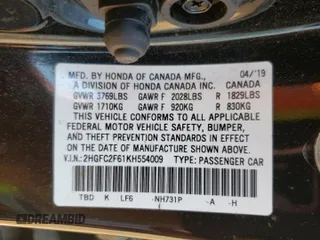 MFD. BY HONDA OF CANADA MFG., 04/'19
A DIVISION OF HONDA CANADA INC. CANADA
GVWR 3769LBS GAWR F 2028LBS R 1829LBS
GVWR 1710KG GAWR F 920KG R 830KG
THIS VEHICLE CONFORMS TO ALL APPLICABLE
FEDERAL MOTOR VEHICLE SAFETY, BUMPER,
AND THEFT PREVENTION STANDARDS IN EFFECT
ON THE DATE OF MANUFACTURE SHOWN ABOVE.
V.I.N.: 2HGFC2F61KH554009 TYPE: PASSENGER CAR
TBD K LF6 NH731P A H
© DREAMBID